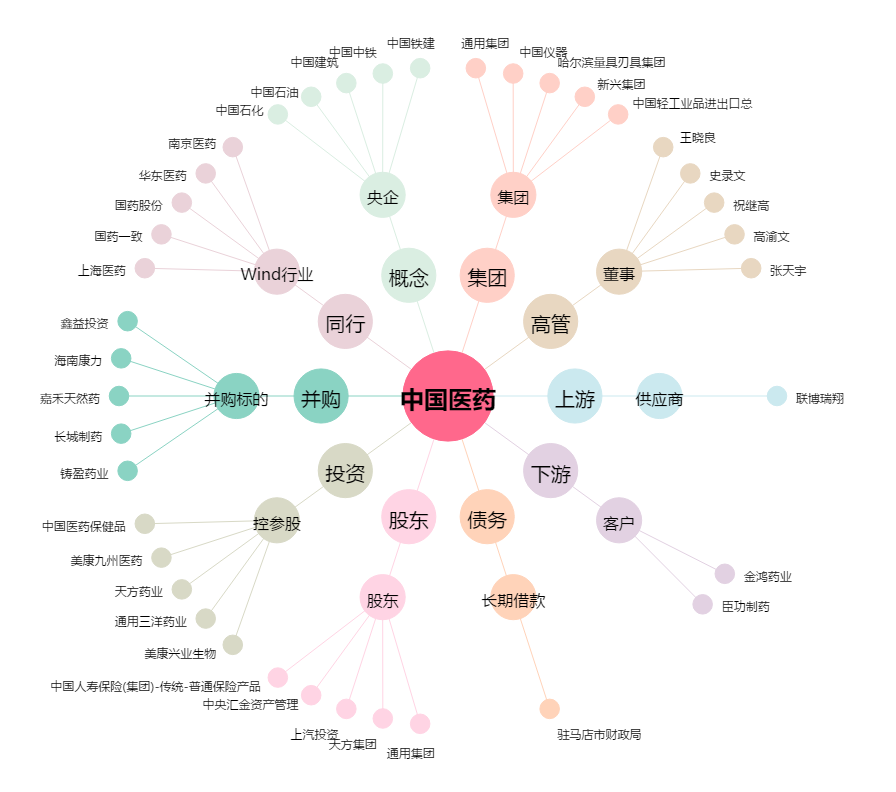 中国铁建
通用集团
中国中铁
中国仪器
中国建筑
哈尔滨量具刃具集团
中国石油
新兴集团
中国石化
中国轻工业品进出口总
南京医药
王晓良
华东医药
史录文
国药股份
祝继高
国药一致
高渝文
上海医药
张天宇
央企
集团
Wind行业
概念
集团
董事
同行
高管
鑫益投资
海南康力
嘉禾天然药
长城制药
铸盈药业
并购标的
并购
中国医药
上游
供应商
联博瑞翔
投资
下游
控参股
股东
债务
客户
中国医药保健品
美康九州医药
天方药业
通用三洋药业
美康兴业生物
金鸿药业
臣功制药
股东
长期借款
中国人寿保险(集团)-传统-普通保险产品
中央汇金资产管理
上汽投资
天方集团
通用集团
驻马店市财政局